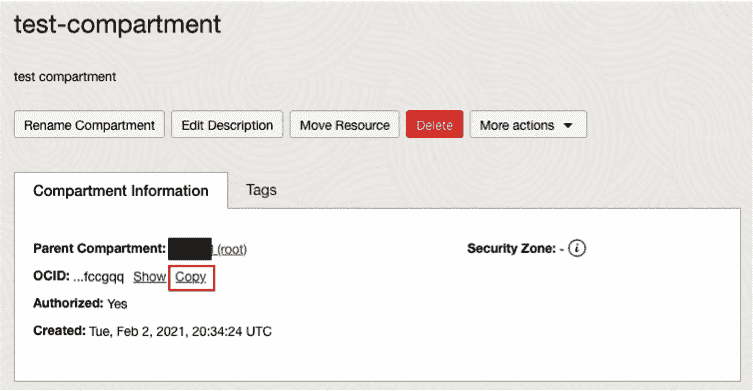 test-compartment
test compartment
Rename Compartment Edit Description Move Resource Delete More actions
Compartment Information Tags
Parent Compartment: (root) Security Zone: - i
OCID: ...fccgqq Show Copy
Authorized: Yes
Created: Tue, Feb 2, 2021, 20:34:24 UTC